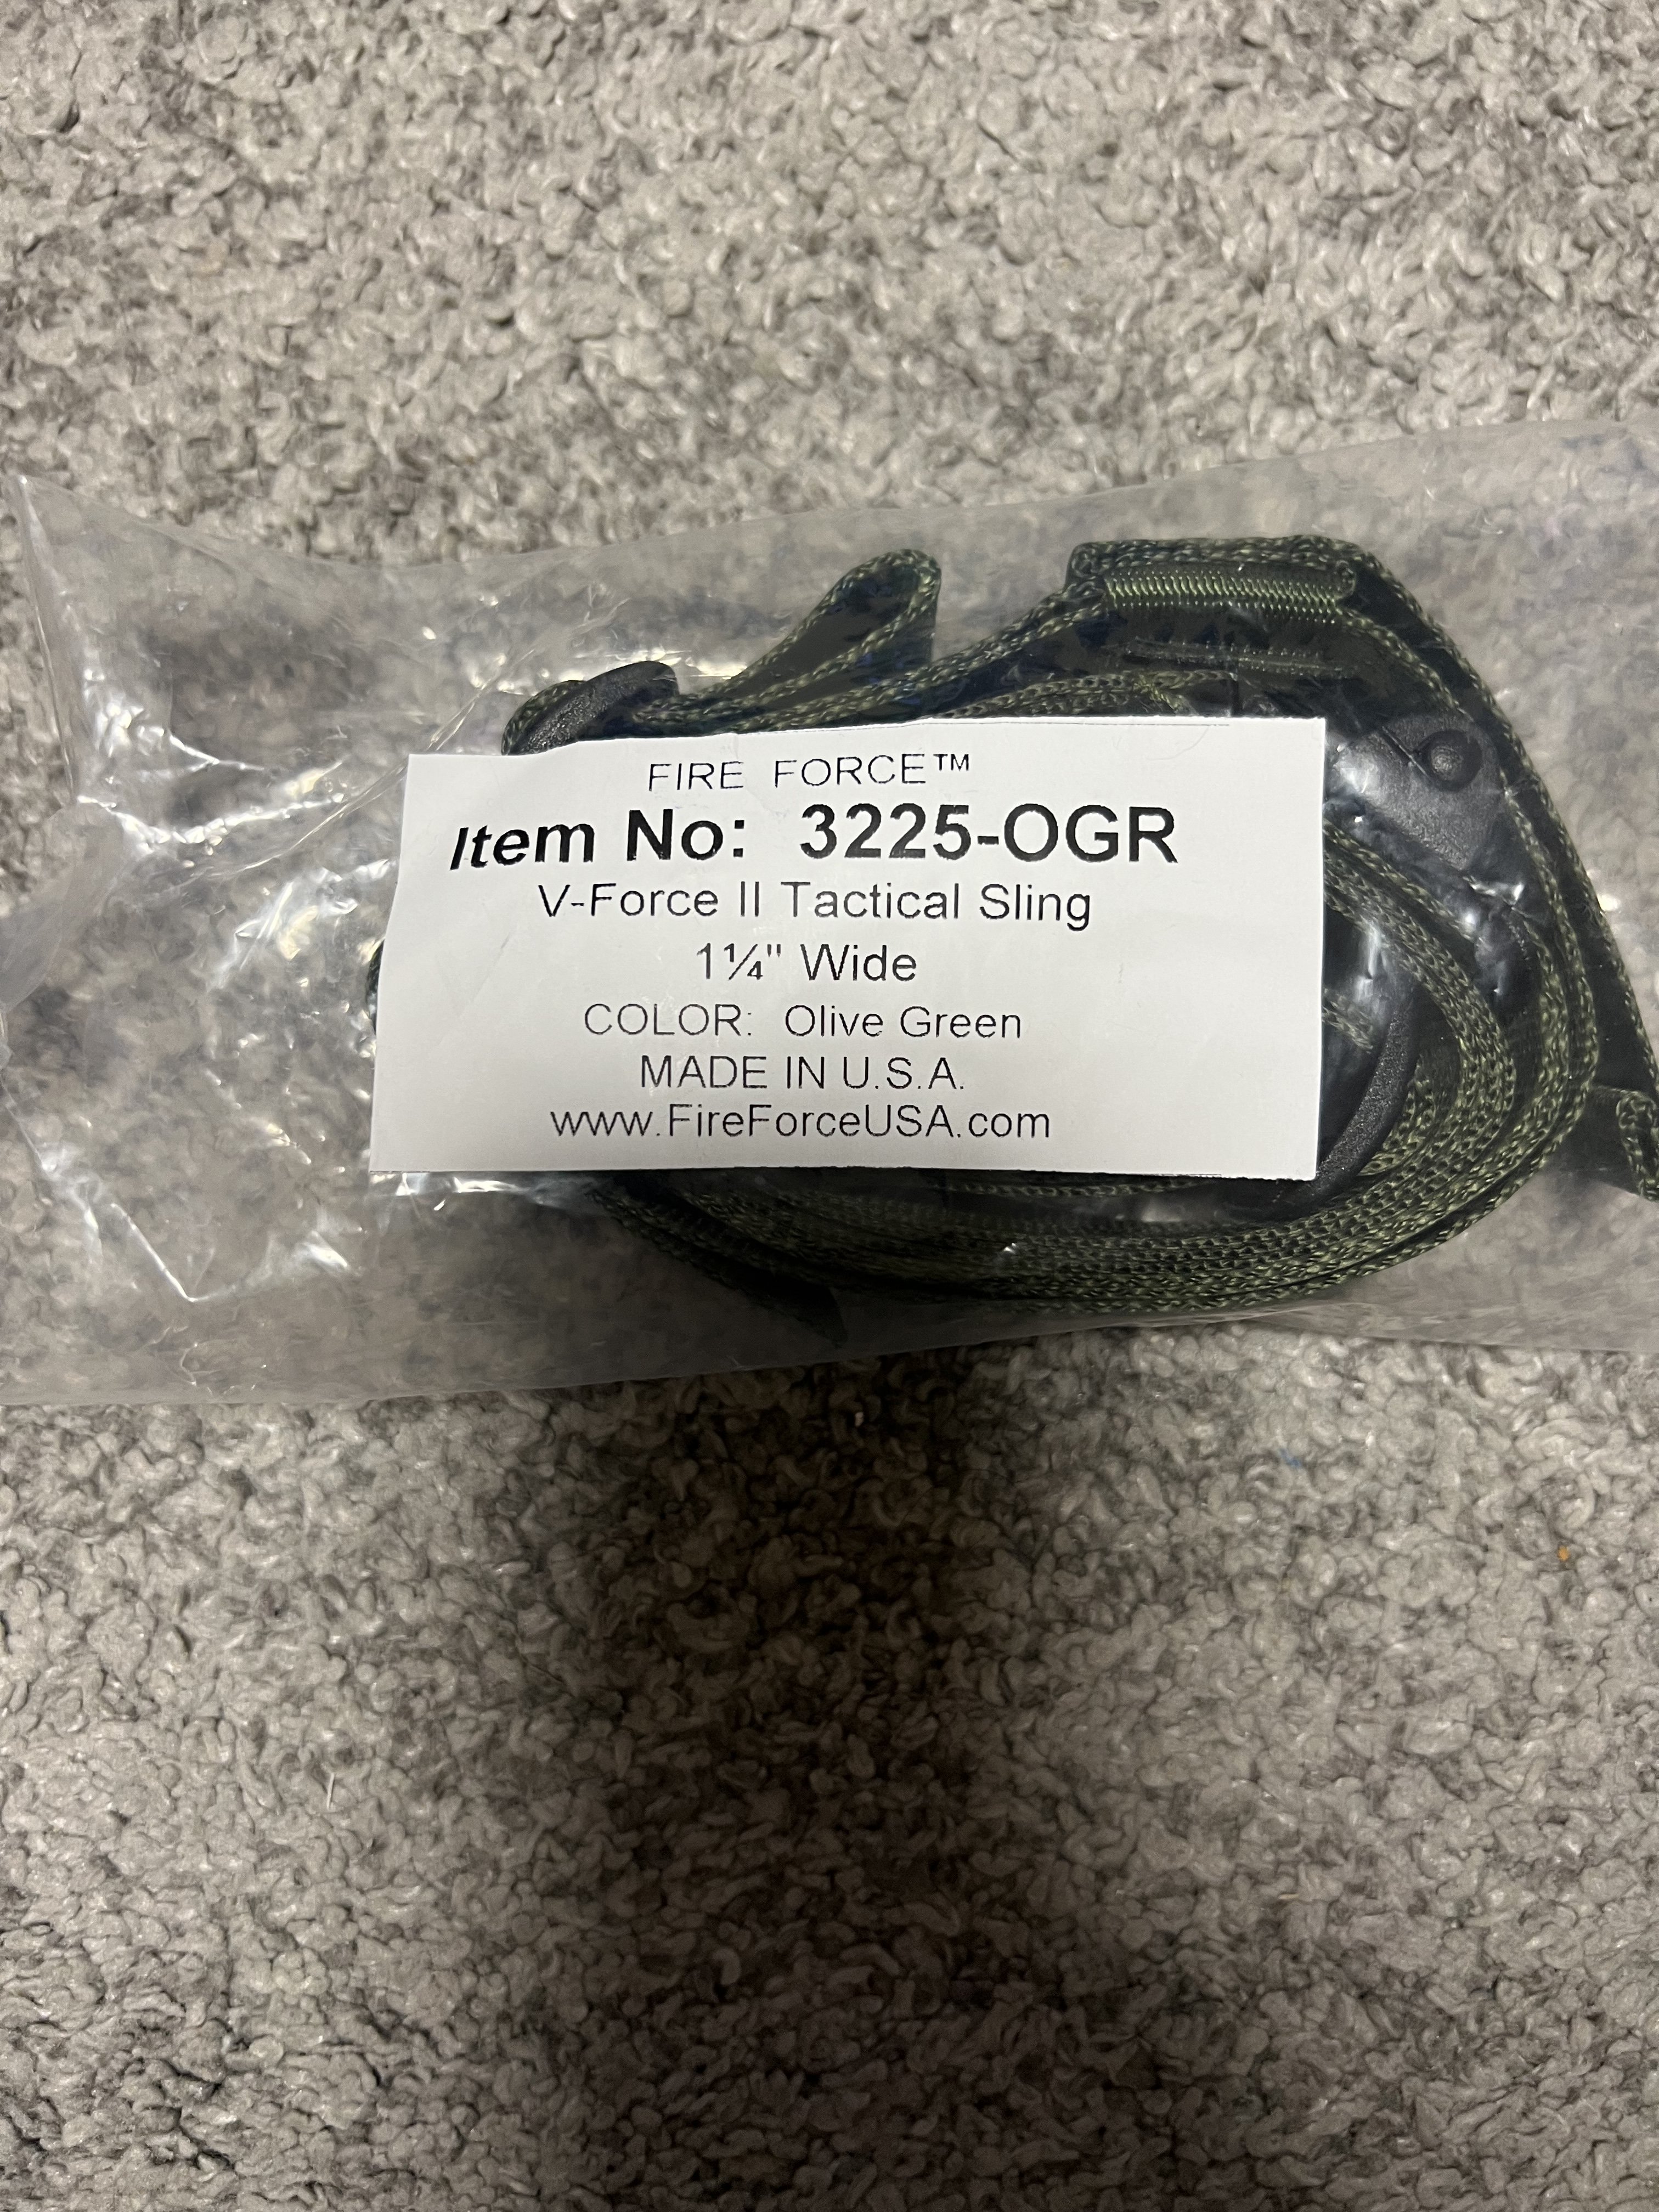 FIRE FORCE™
Item No: 3225-OGR
V-Force II Tactical Sling
1¼" Wide
COLOR: Olive Green
MADE IN U.S.A.
www.FireForceUSA.com